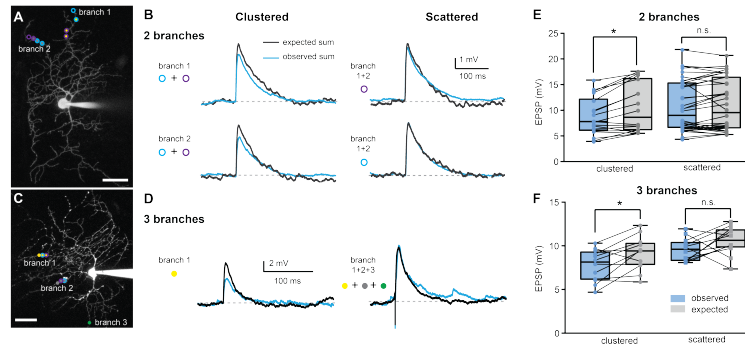 A
branch 1
branch 2
B
Clustered
Scattered
2 branches
expected sum
observed sum
branch 1
+
branch 1+2
1 mV
100 ms
branch 2
+
branch 1+2
C
branch 1
branch 2
branch 3
D
3 branches
branch 1
2 mV
100 ms
branch 1+2+3
+ +
E
2 branches
*
n.s.
EPSP (mV)
25
20
15
10
5
0
clustered
scattered
F
3 branches
*
n.s.
EPSP (mV)
15
10
5
0
observed
expected
clustered
scattered